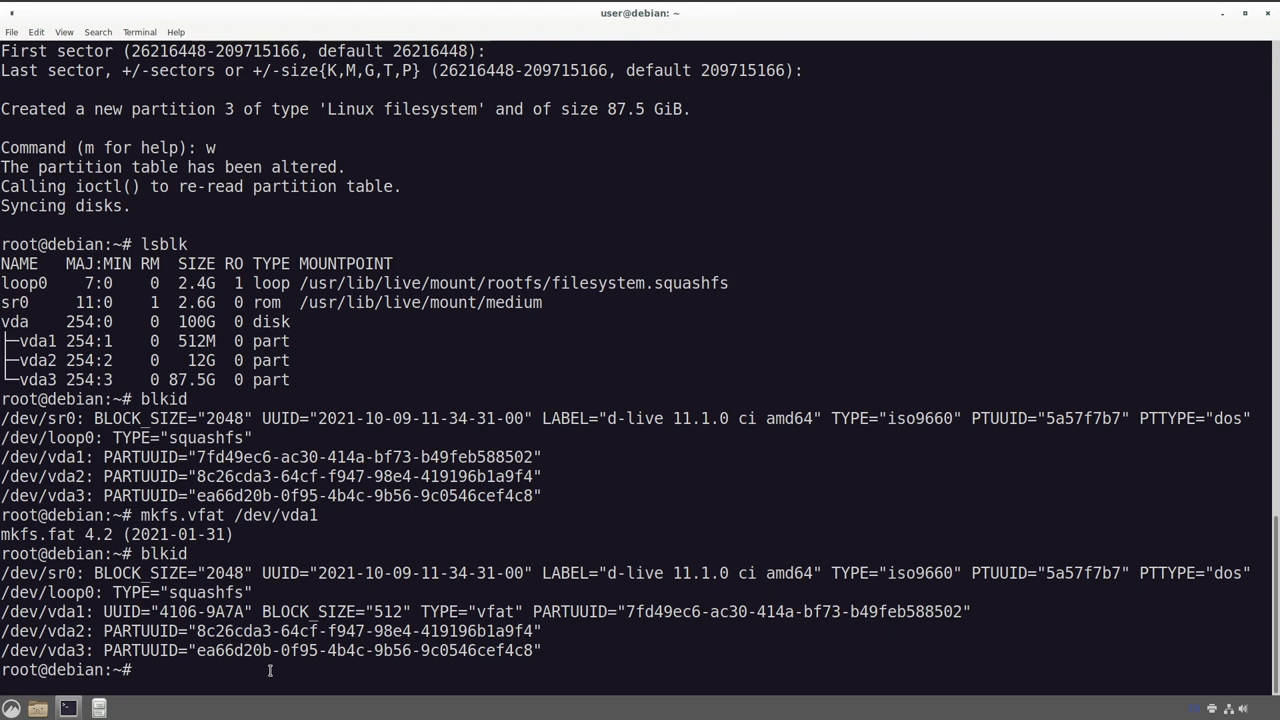 user@debian: ~
File Edit View Search Terminal Help
First sector (26216448-209715166, default 26216448):
Last sector, +/-sectors or +/-size{K,M,G,T,P} (26216448-209715166, default 209715166):
Created a new partition 3 of type 'Linux filesystem' and of size 87.5 GiB.
Command (m for help): w
The partition table has been altered.
Calling ioctl() to re-read partition table.
Syncing disks.
root@debian:~# lsblk
NAME   MAJ:MIN RM  SIZE RO TYPE MOUNTPOINT
loop0    7:0    0  2.4G  1 loop /usr/lib/live/mount/rootfs/filesystem.squashfs
sr0     11:0    1  2.6G  0 rom  /usr/lib/live/mount/medium
vda    254:0    0  100G  0 disk
├─vda1 254:1    0  512M  0 part
├─vda2 254:2    0   12G  0 part
└─vda3 254:3    0 87.5G  0 part
root@debian:~# blkid
/dev/sr0: BLOCK_SIZE="2048" UUID="2021-10-09-11-34-31-00" LABEL="d-live 11.1.0 ci amd64" TYPE="iso9660" PTUUID="5a57f7b7" PTTYPE="dos"
/dev/loop0: TYPE="squashfs"
/dev/vda1: PARTUUID="7fd49ec6-ac30-414a-bf73-b49feb588502"
/dev/vda2: PARTUUID="8c26cda3-64cf-f947-98e4-419196b1a9f4"
/dev/vda3: PARTUUID="ea66d20b-0f95-4b4c-9b56-9c0546cef4c8"
root@debian:~# mkfs.vfat /dev/vda1
mkfs.fat 4.2 (2021-01-31)
root@debian:~# blkid
/dev/sr0: BLOCK_SIZE="2048" UUID="2021-10-09-11-34-31-00" LABEL="d-live 11.1.0 ci amd64" TYPE="iso9660" PTUUID="5a57f7b7" PTTYPE="dos"
/dev/loop0: TYPE="squashfs"
/dev/vda1: UUID="4106-9A7A" BLOCK_SIZE="512" TYPE="vfat" PARTUUID="7fd49ec6-ac30-414a-bf73-b49feb588502"
/dev/vda2: PARTUUID="8c26cda3-64cf-f947-98e4-419196b1a9f4"
/dev/vda3: PARTUUID="ea66d20b-0f95-4b4c-9b56-9c0546cef4c8"
root@debian:~#